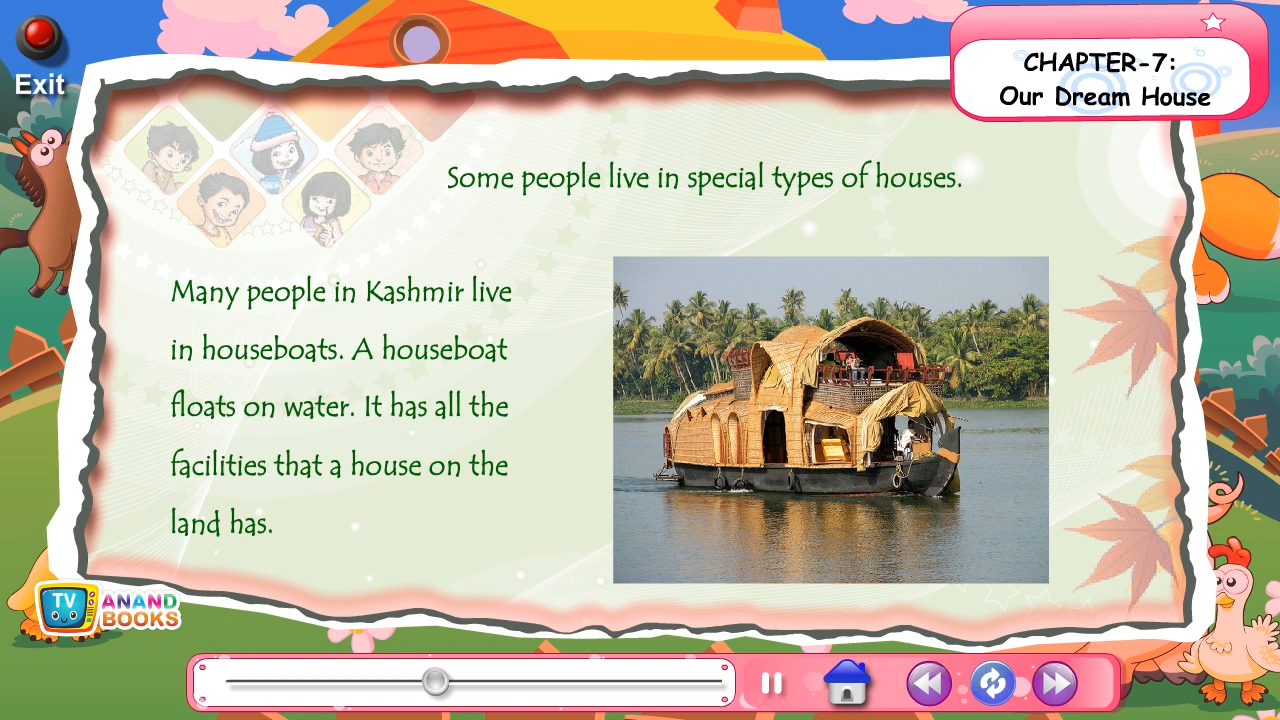 Exit
CHAPTER-7:
Our Dream House
Some people live in special types of houses.
Many people in Kashmir live
in houseboats. A houseboat
floats on water. It has all the
facilities that a house on the
land has.
TV
ANAND
BOOKS